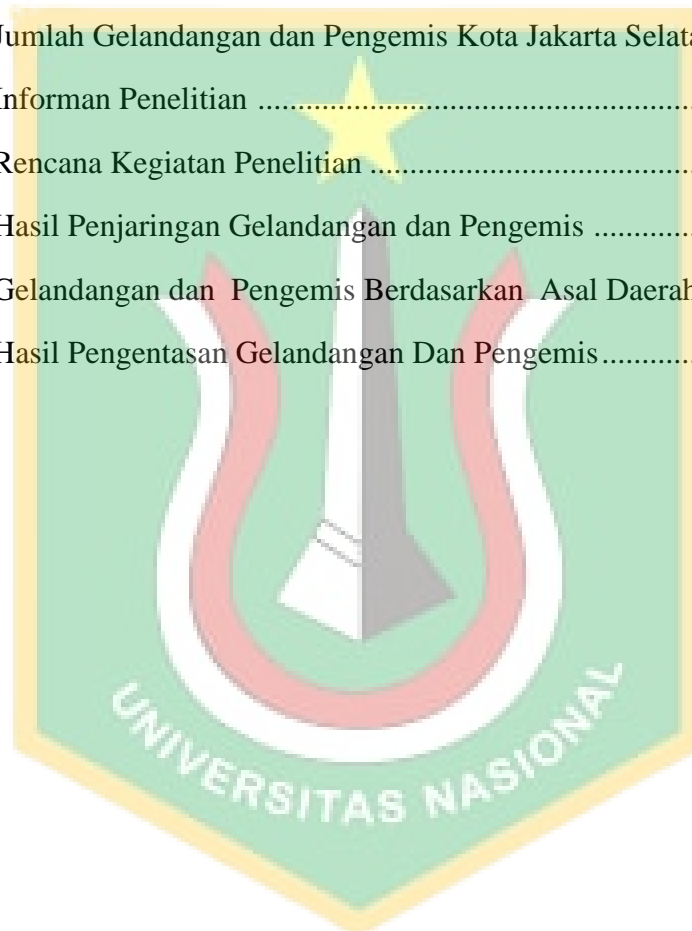 Jumlah Gelandangan dan Pengemis Kota Jakarta
Informan Penelitian ........................................................
Rencana Kegiatan Penelitian ..........................................
Hasil Penjaringan Gelandangan dan Pengemis .............
Gelandangan dan Pengemis Berdasarkan Asal Daerah
Hasil Pengentasan Gelandangan Dan Pengemis .............
UNIVERSITAS NASIONAL